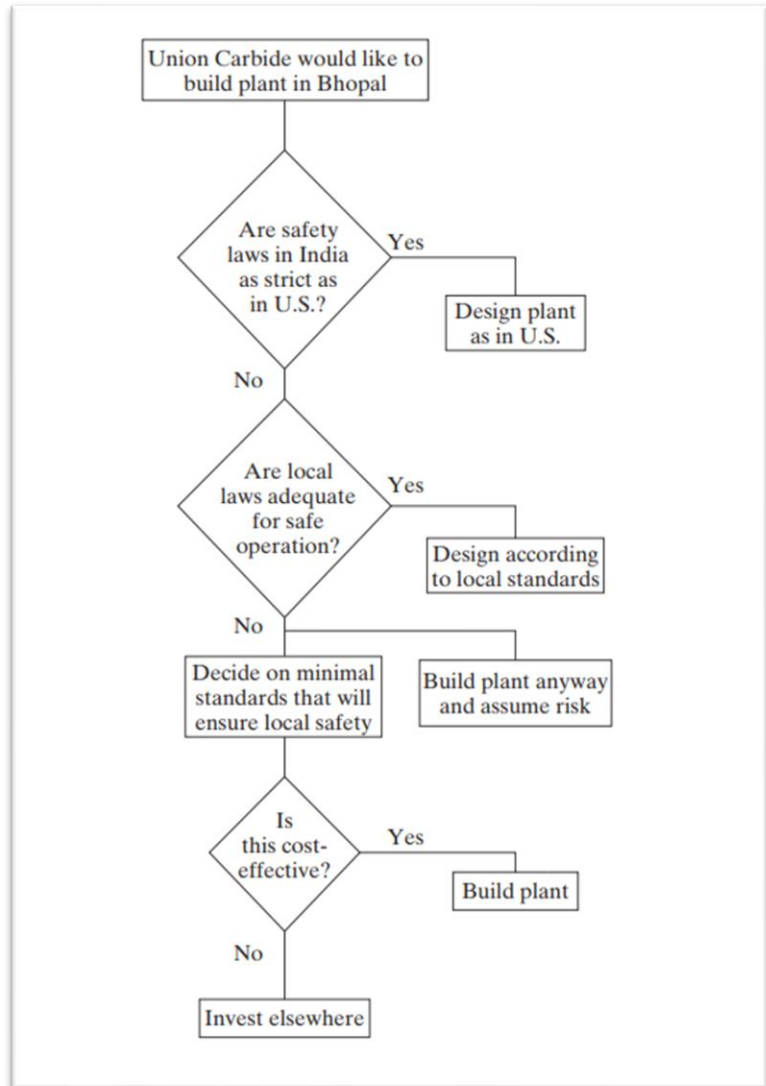 Union Carbide would like to
build plant in Bhopal
Are safety
laws in India
as strict as
in U.S.?
Yes
Design plant
as in U.S.
No
Are local
laws adequate
for safe
operation?
Yes
Design according
to local standards
No
Decide on minimal
standards that will
ensure local safety
Build plant anyway
and assume risk
Is
this cost-
effective?
Yes
Build plant
No
Invest elsewhere